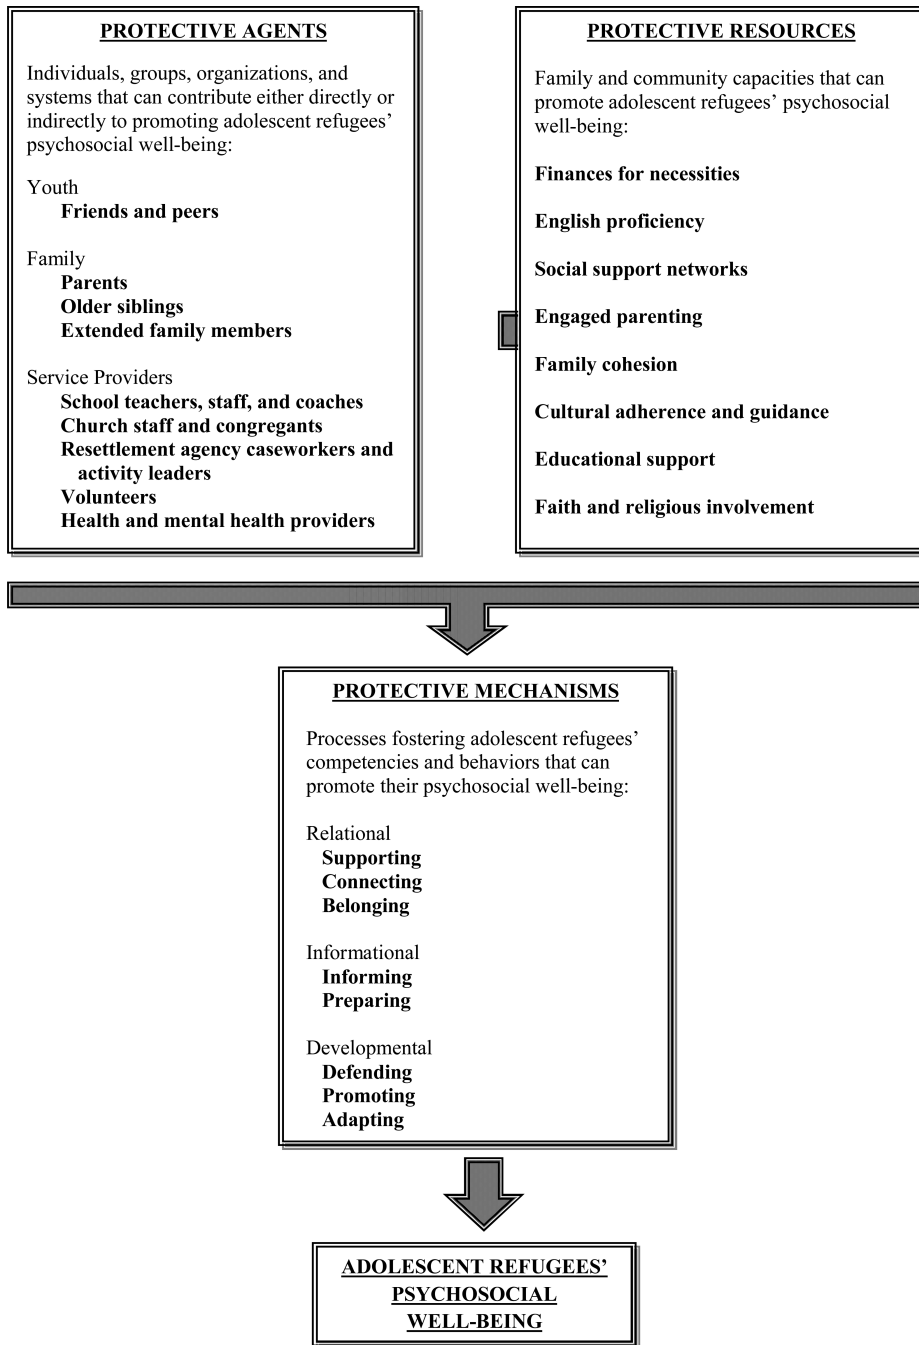 PROTECTIVE AGENTS
Individuals, groups, organizations, and
systems that can contribute either directly or
indirectly to promoting adolescent refugees’
psychosocial well-being:
Youth
Friends and peers
Family
Parents
Older siblings
Extended family members
Service Providers
School teachers, staff, and coaches
Church staff and congregants
Resettlement agency caseworkers and
activity leaders
Volunteers
Health and mental health providers
PROTECTIVE RESOURCES
Family and community capacities that can
promote adolescent refugees’ psychosocial
well-being:
Finances for necessities
English proficiency
Social support networks
Engaged parenting
Family cohesion
Cultural adherence and guidance
Educational support
Faith and religious involvement
PROTECTIVE MECHANISMS
Processes fostering adolescent refugees’
competencies and behaviors that can
promote their psychosocial well-being:
Relational
Supporting
Connecting
Belonging
Informational
Informing
Preparing
Developmental
Defending
Promoting
Adapting
ADOLESCENT REFUGEES’
PSYCHOSOCIAL
WELL-BEING